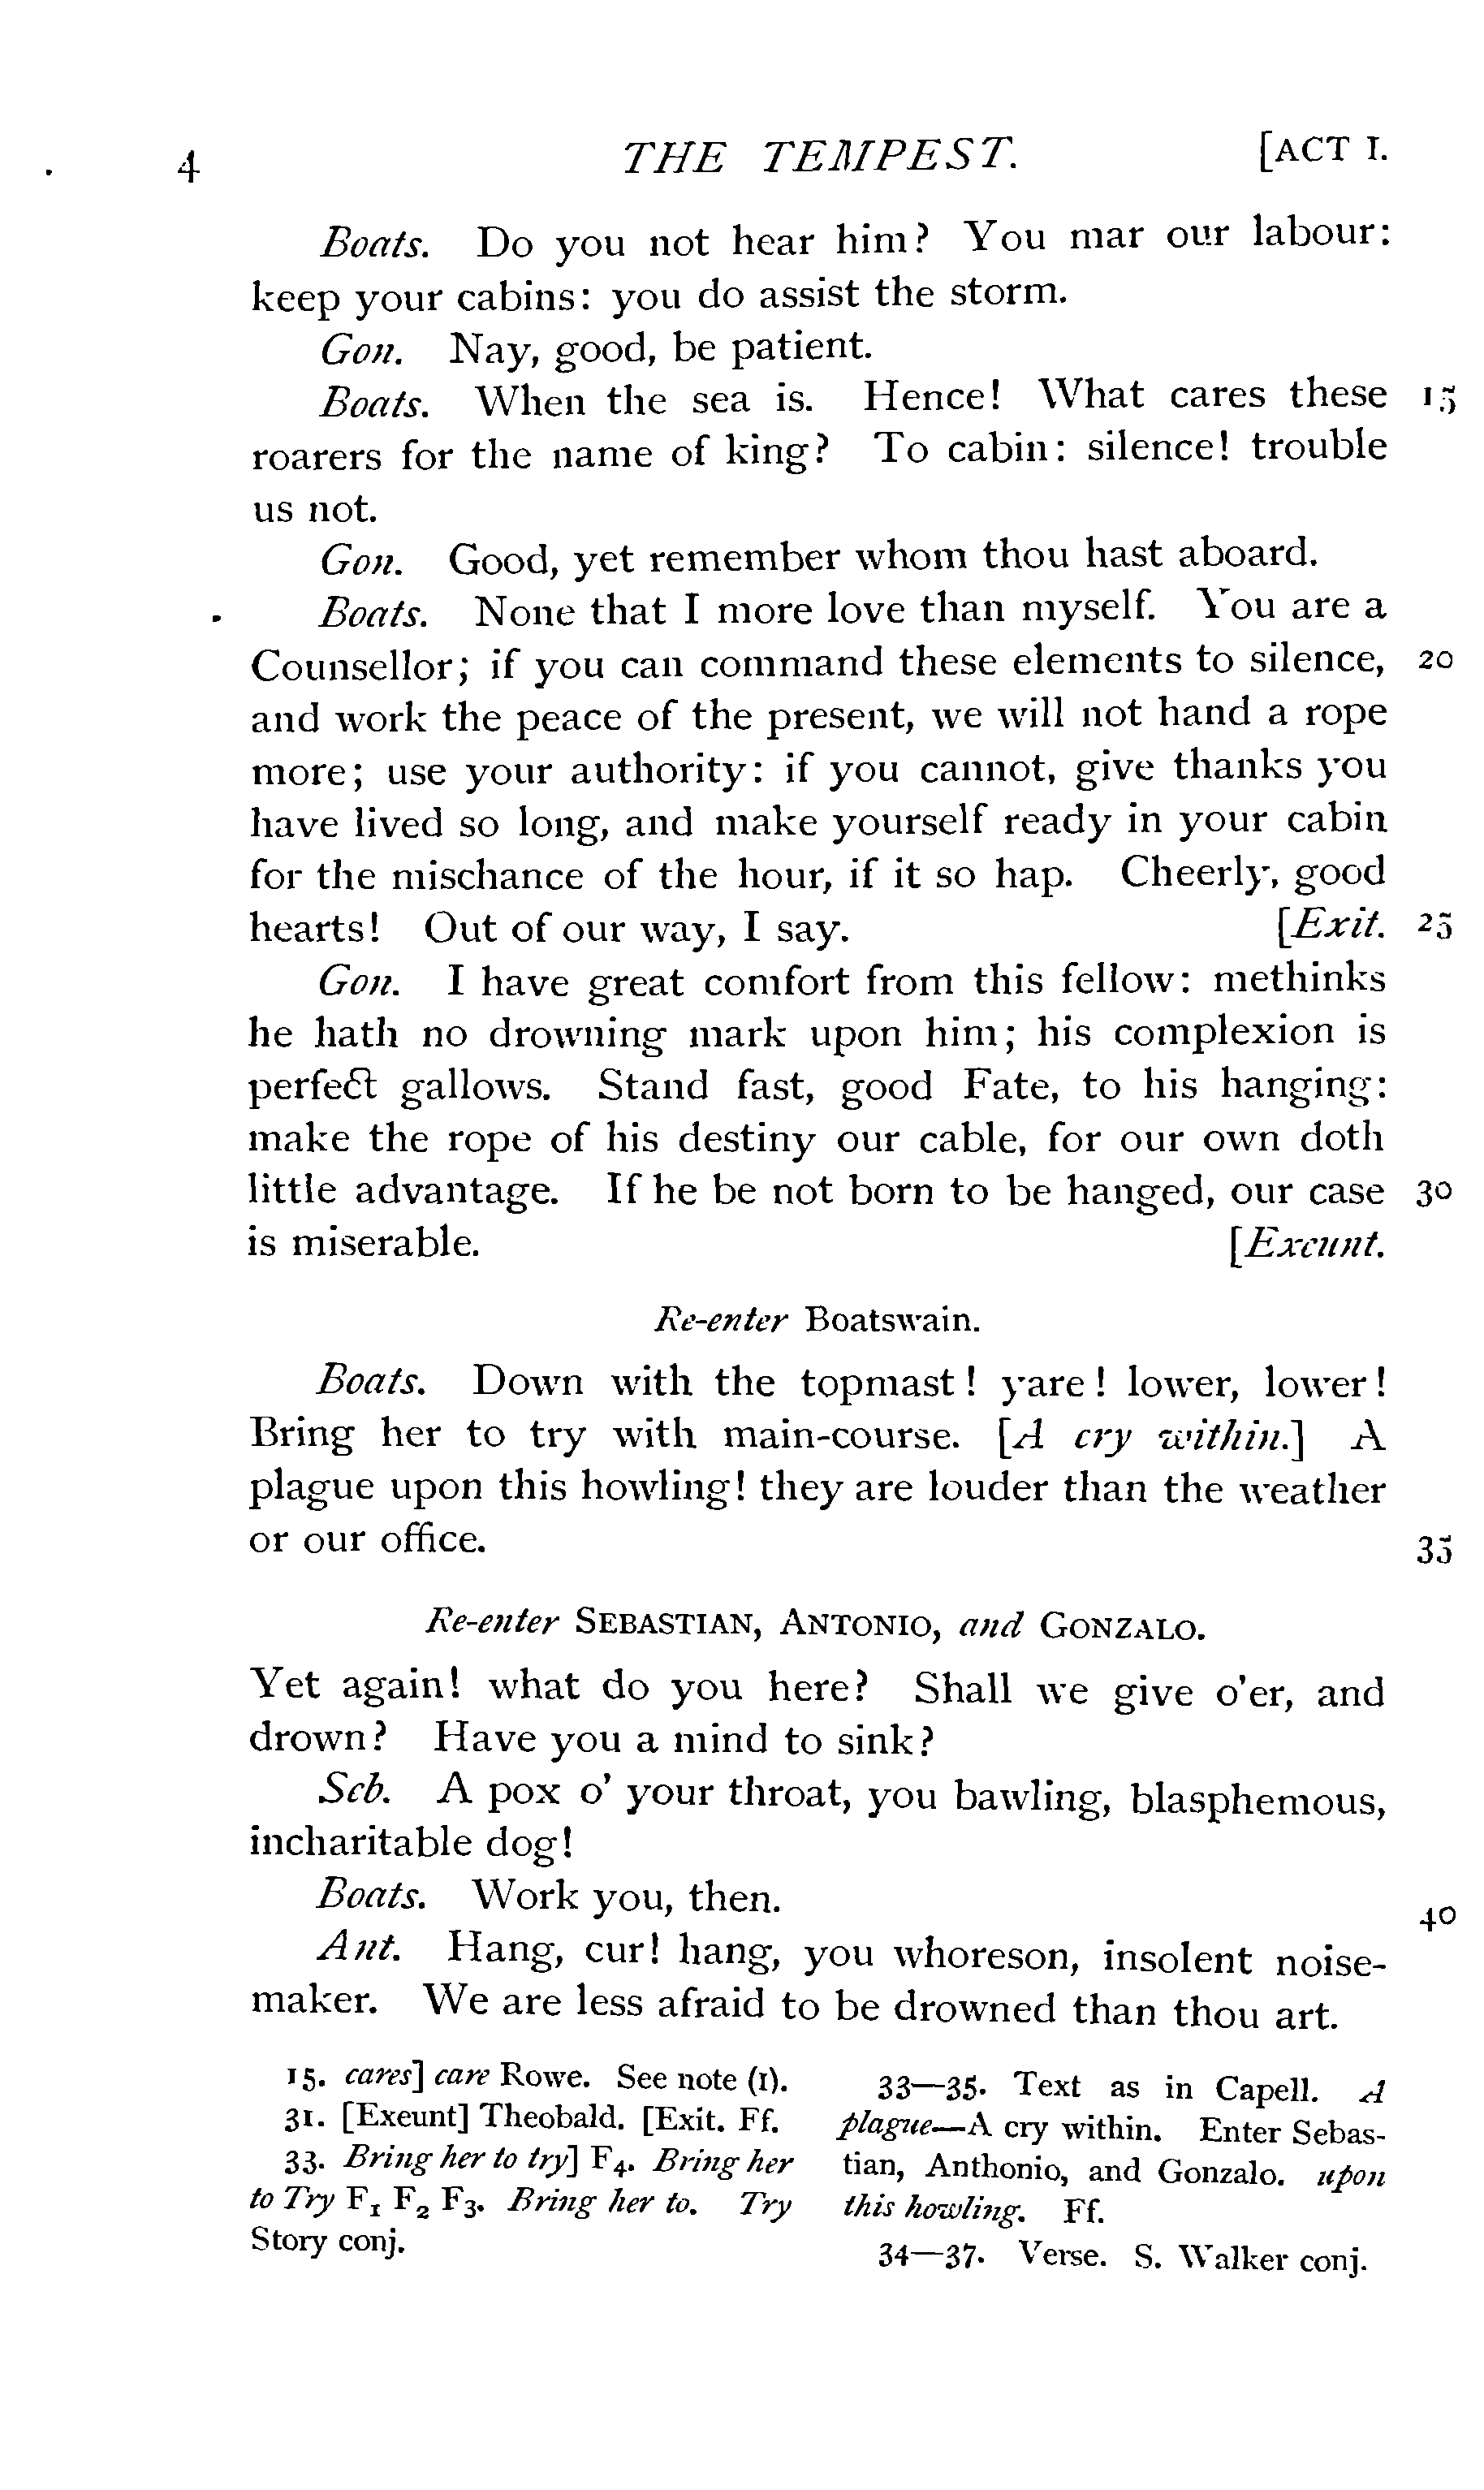 4 THE TEMPEST. [ACT I.
Boats. Do you not hear him? You mar our labour:
keep your cabins: you do assist the storm.
Gon. Nay, good, be patient.
Boats. When the sea is. Hence! What cares these 15
roarers for the name of king? To cabin: silence! trouble
us not.
Gon. Good, yet remember whom thou hast aboard.
Boats. None that I more love than myself. You are a
Counsellor; if you can command these elements to silence, 20
and work the peace of the present, we will not hand a rope
more; use your authority: if you cannot, give thanks you
have lived so long, and make yourself ready in your cabin
for the mischance of the hour, if it so hap. Cheerly, good
hearts! Out of our way, I say. [Exit. 25
Gon. I have great comfort from this fellow: methinks
he hath no drowning mark upon him; his complexion is
perfect gallows. Stand fast, good Fate, to his hanging:
make the rope of his destiny our cable, for our own doth
little advantage. If he be not born to be hanged, our case 30
is miserable. [Exeunt.
Re-enter Boatswain.
Boats. Down with the topmast! yare! lower, lower!
Bring her to try with main-course. [A cry within.] A
plague upon this howling! they are louder than the weather
or our office. 35
Re-enter SEBASTIAN, ANTONIO, and GONZALO.
Yet again! what do you here? Shall we give o'er, and
drown? Have you a mind to sink?
Seb. A pox o' your throat, you bawling, blasphemous,
incharitable dog!
Boats. Work you, then. 40
Ant. Hang, cur! hang, you whoreson, insolent noise-
maker. We are less afraid to be drowned than thou art.
15. cares] care Rowe. See note (I).
31. [Exeunt] Theobald. [Exit. Ff.
33. Bring her to try] F4. Bring her
to Try F1 F2 F3. Bring her to. Try
Story conj.
33—35. Text as in Capell. A
plague—A cry within. Enter Sebas-
tian, Anthonio, and Gonzalo. upon
this howling. Ff.
34—37. Verse. S. Walker conj.